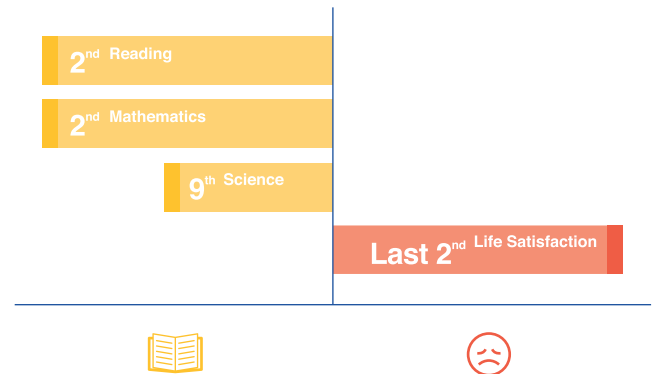 2nd Reading
2nd Mathematics
9th Science
Last 2nd Life Satisfaction